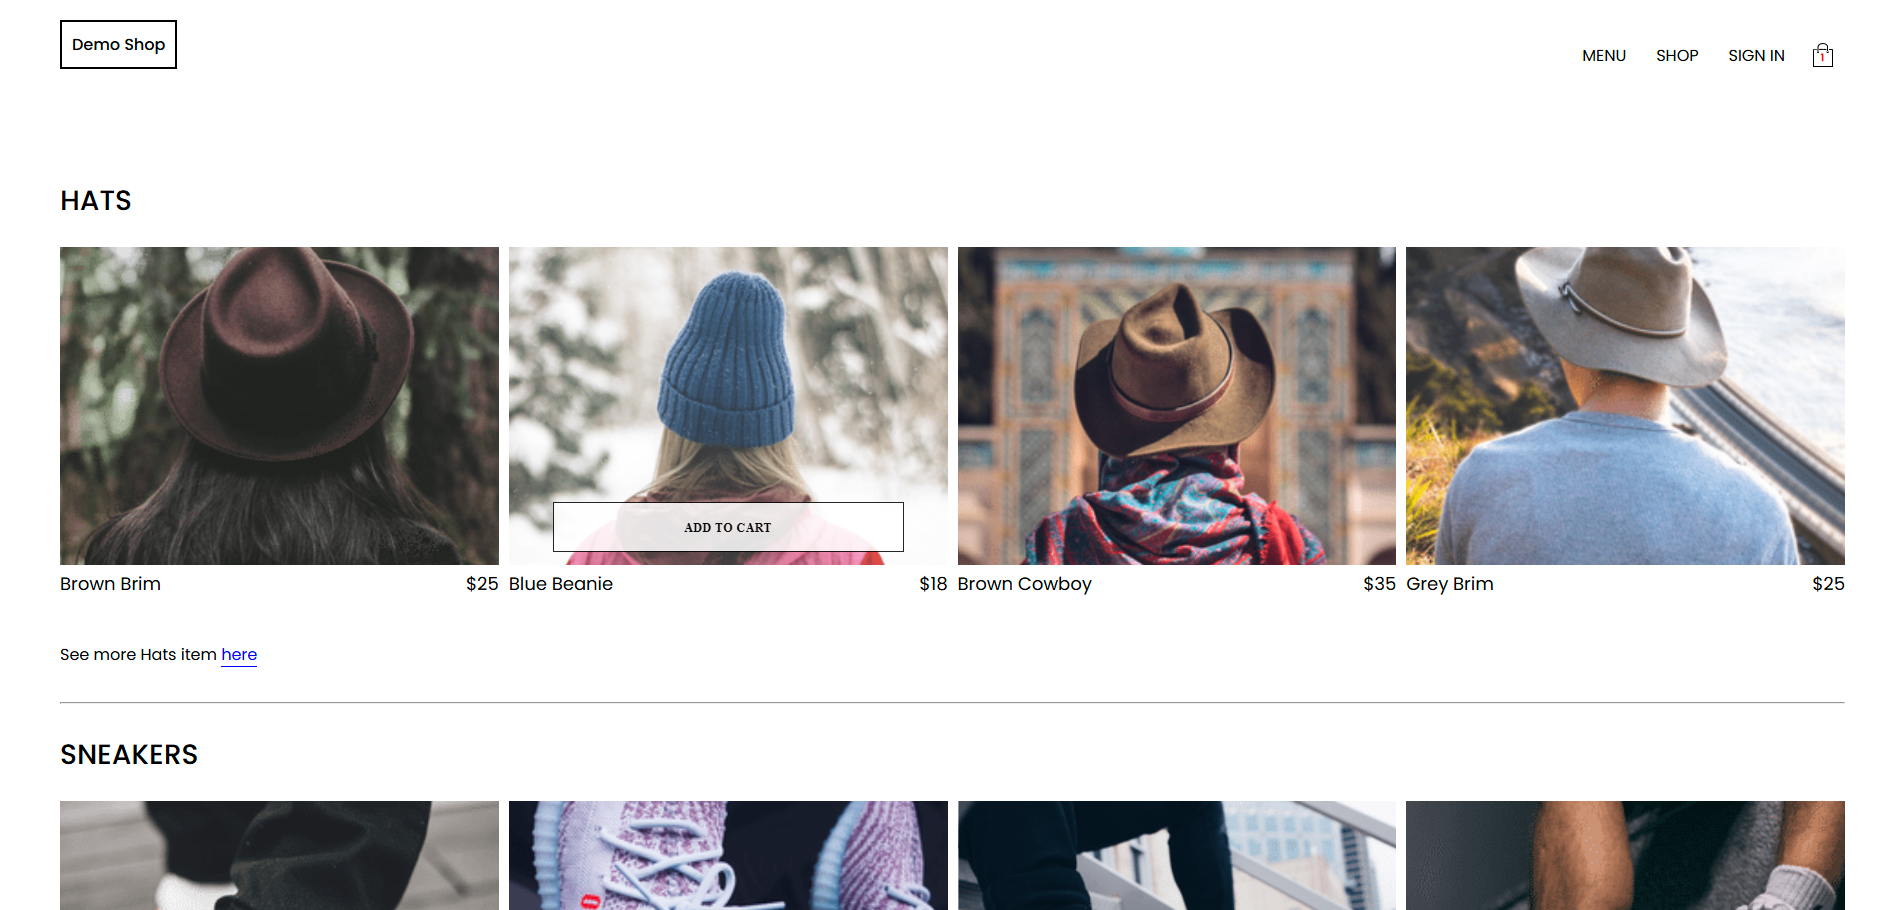 Demo Shop
MENU SHOP SIGN IN 1
HATS
ADD TO CART
Brown Brim $25 Blue Beanie $18 Brown Cowboy $35 Grey Brim $25
See more Hats item here
SNEAKERS